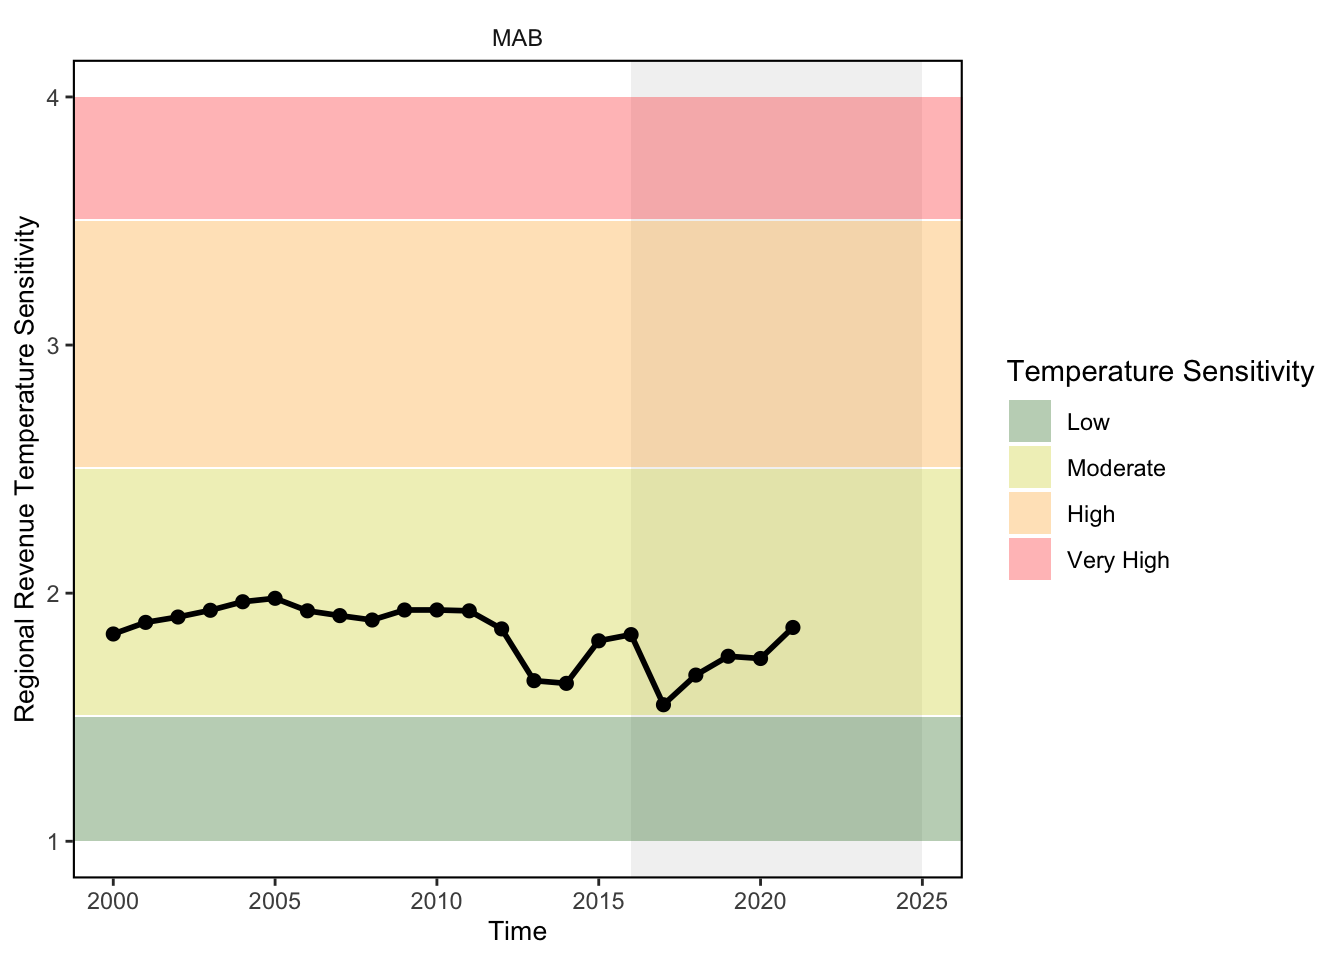 MAB
4
3
2
1
Regional Revenue Temperature Sensitivity
2000 2005 2010 2015 2020 2025
Time
Temperature Sensitivity
Low
Moderate
High
Very High